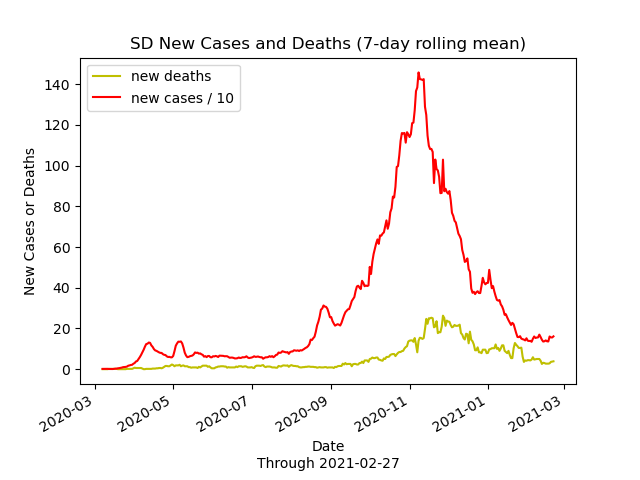 SD New Cases and Deaths (7-day rolling mean)
new deaths
new cases / 10
New Cases or Deaths
140
120
100
80
60
40
20
0
2020-03
2020-05
2020-07
2020-09
2020-11
2021-01
2021-03
Date
Through 2021-02-27